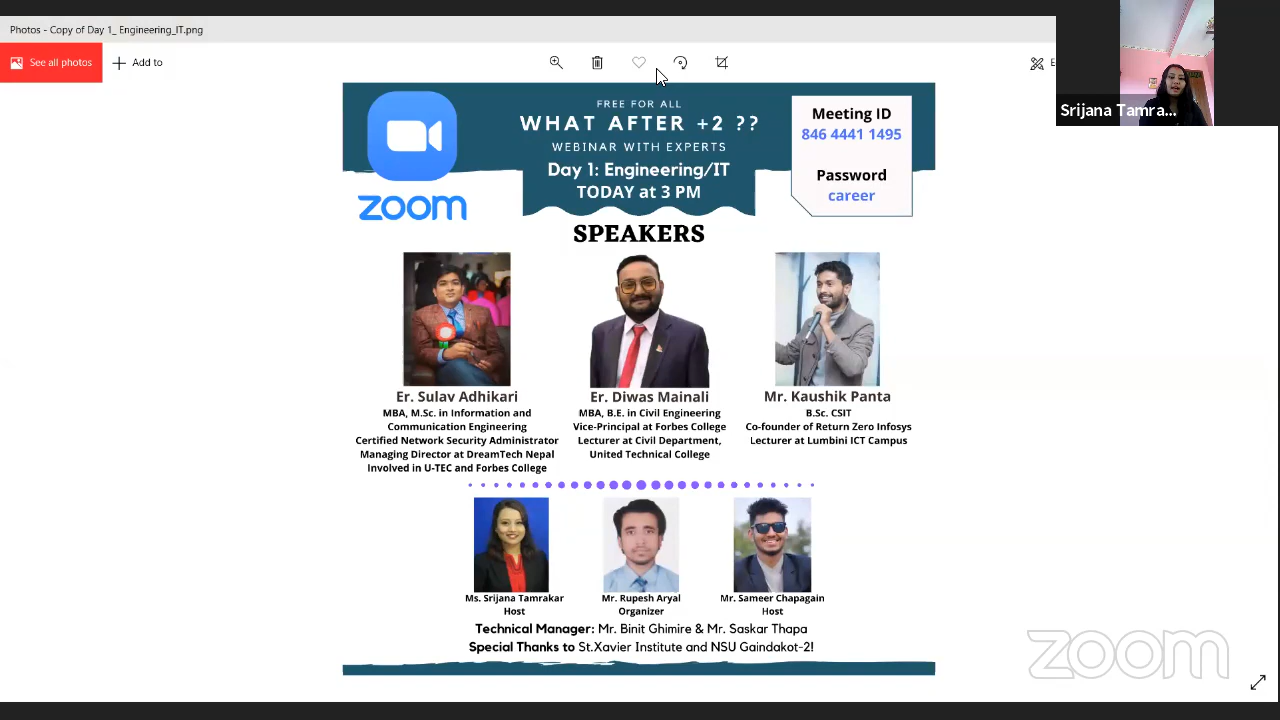 Photos - Copy of Day 1_ Engineering_IT.png
See all photos
Add to
E
Srijana Tamra...
zoom
FREE FOR ALL
WHAT AFTER +2 ??
WEBINAR WITH EXPERTS
Day 1: Engineering/IT
TODAY at 3 PM
Meeting ID
846 4441 1495
Password
career
SPEAKERS
Er. Sulav Adhikari
MBA, M.Sc. in Information and
Communication Engineering
Certified Network Security Administrator
Managing Director at DreamTech Nepal
Involved in U-TEC and Forbes College
Er. Diwas Mainali
MBA, B.E. in Civil Engineering
Vice-Principal at Forbes College
Lecturer at Civil Department,
United Technical College
Mr. Kaushik Panta
B.Sc. CSIT
Co-founder of Return Zero Infosys
Lecturer at Lumbini ICT Campus
Ms. Srijana Tamrakar
Host
Mr. Rupesh Aryal
Organizer
Mr. Sameer Chapagain
Host
Technical Manager: Mr. Binit Ghimire & Mr. Saskar Thapa
Special Thanks to St.Xavier Institute and NSU Gaindakot-2!
zoom